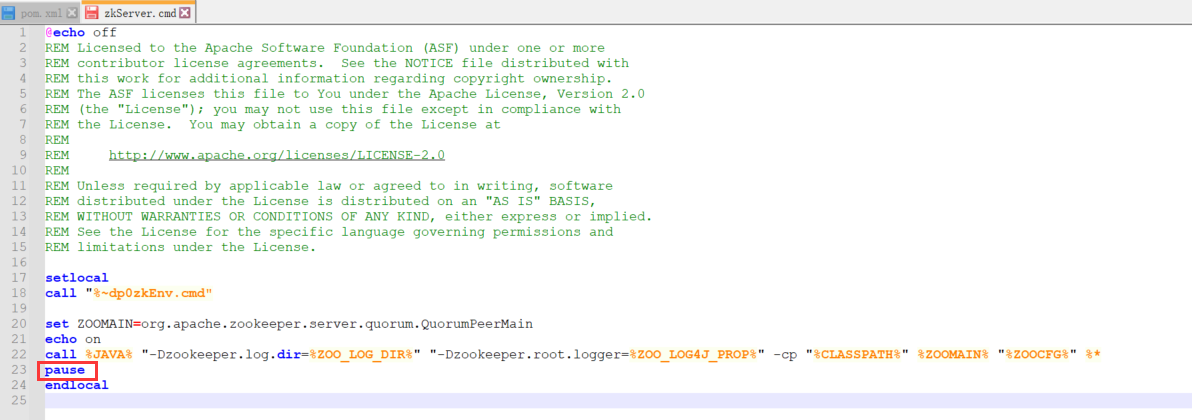 pom.xml zkServer.cmd
1 @echo off
2 REM Licensed to the Apache Software Foundation (ASF) under one or more
3 REM contributor license agreements.  See the NOTICE file distributed with
4 REM this work for additional information regarding copyright ownership.
5 REM The ASF licenses this file to You under the Apache License, Version 2.0
6 REM (the "License"); you may not use this file except in compliance with
7 REM the License.  You may obtain a copy of the License at
8 REM
9 REM     http://www.apache.org/licenses/LICENSE-2.0
10 REM
11 REM Unless required by applicable law or agreed to in writing, software
12 REM distributed under the License is distributed on an "AS IS" BASIS,
13 REM WITHOUT WARRANTIES OR CONDITIONS OF ANY KIND, either express or implied.
14 REM See the License for the specific language governing permissions and
15 REM limitations under the License.
16
17 setlocal
18 call "%~dp0zkEnv.cmd"
19
20 set ZOOMAIN=org.apache.zookeeper.server.quorum.QuorumPeerMain
21 echo on
22 call %JAVA% "-Dzookeeper.log.dir=%ZOO_LOG_DIR%" "-Dzookeeper.root.logger=%ZOO_LOG4J_PROP%" -cp "%CLASSPATH%" %ZOOMAIN% "%ZOOCFG%" %*
23 pause
24 endlocal
25